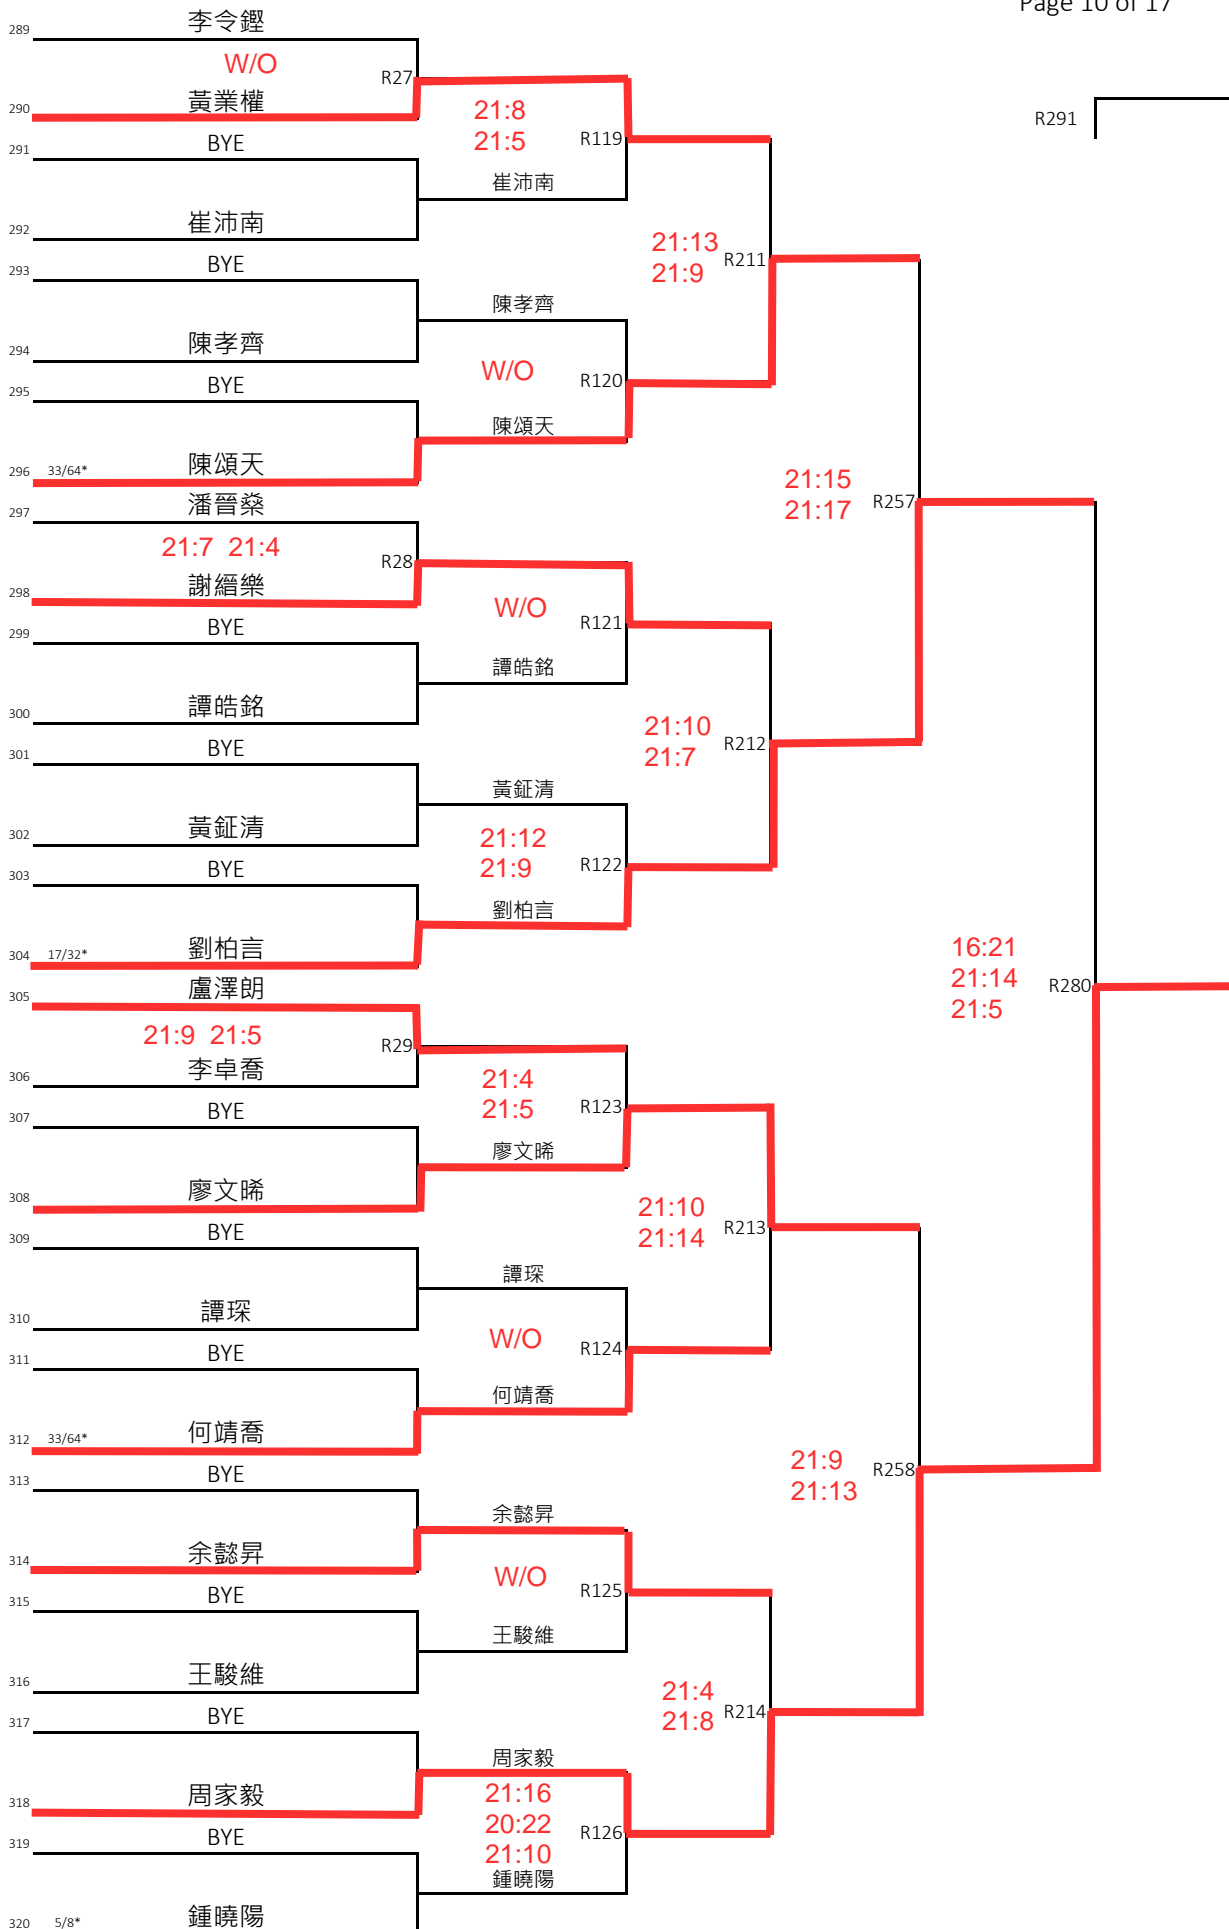 Page 10 of 17
289 李令鏗
W/O
R27
290 黃業權
21:8
21:5
R119
R291
291 BYE
崔沛南
292 崔沛南
21:13
21:9
R211
293 BYE
陳孝齊
294 陳孝齊
W/O
R120
295 BYE
陳頌天
296 33/64* 陳頌天
21:15
21:17
R257
297 潘晉燊
21:7 21:4
R28
298 謝縉樂
W/O
R121
299 BYE
譚皓銘
300 譚皓銘
21:10
21:7
R212
301 BYE
黃鉦清
302 黃鉦清
21:12
21:9
R122
303 BYE
劉柏言
304 17/32* 劉柏言
16:21
21:14
21:5
R280
305 盧澤朗
21:9 21:5
R29
306 李卓喬
21:4
21:5
R123
307 BYE
廖文晞
308 廖文晞
21:10
21:14
R213
309 BYE
譚琛
310 譚琛
W/O
R124
311 BYE
何靖喬
312 33/64* 何靖喬
21:9
21:13
R258
313 BYE
余懿昇
314 余懿昇
W/O
R125
315 BYE
王駿維
316 王駿維
21:4
21:8
R214
317 BYE
周家毅
318 周家毅
21:16
20:22
21:10
R126
319 BYE
鍾曉陽
320 5/8* 鍾曉陽